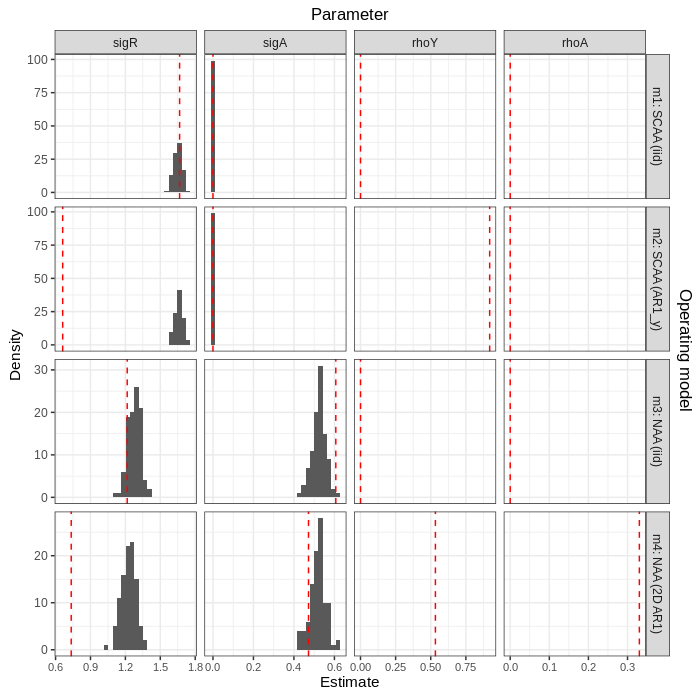 Parameter
sigR sigA rhoY rhoA
100
75
50
25
0
m1: SCAA (iid)
100
75
50
25
0
m2: SCAA (AR1_y)
30
20
10
0
m3: NAA (iid)
20
10
0
m4: NAA (2D AR1)
Density
Operating model
0.6 0.9 1.2 1.5 1.8 0.0 0.2 0.4 0.6 0.00 0.25 0.50 0.75 0.0 0.1 0.2 0.3
Estimate